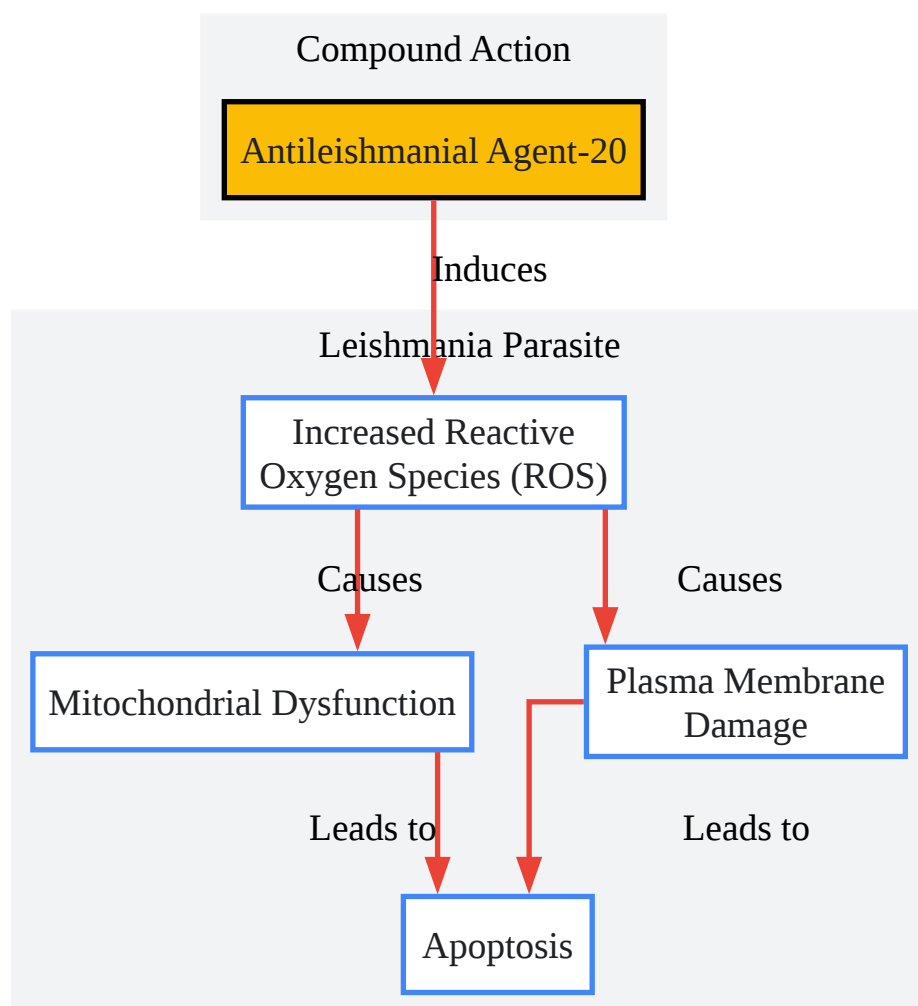 Compound Action
Antileishmanial Agent-20
Induces
Leishmania Parasite
Increased Reactive
Oxygen Species (ROS)
Causes
Causes
Mitochondrial Dysfunction
Plasma Membrane
Damage
Leads to
Leads to
Apoptosis